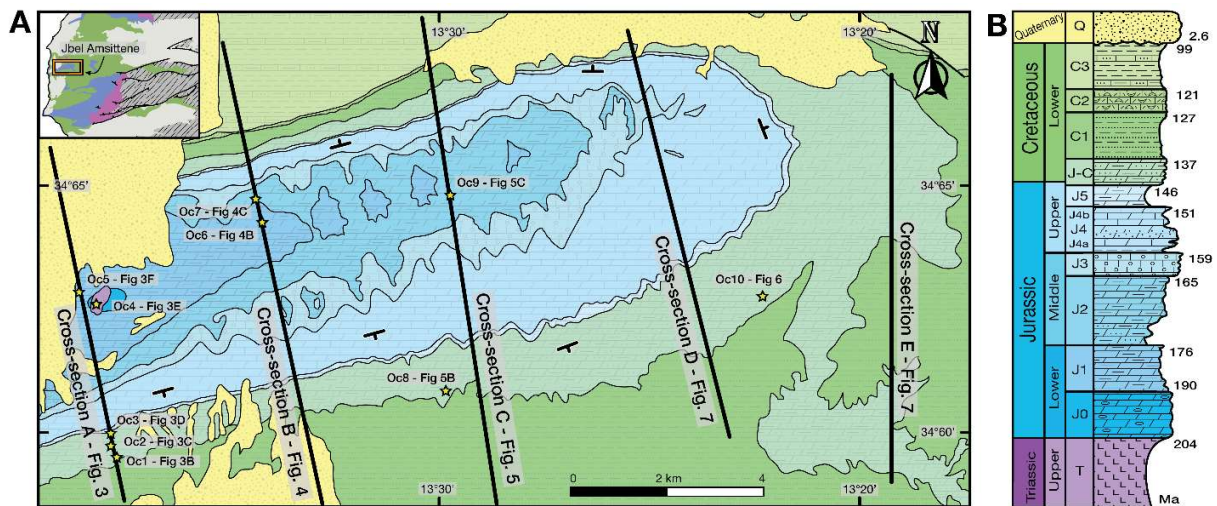 A
B
Jbel Amsittene
13°30'
13°20'
N
34°65'
34°65'
Oc7 - Fig 4C
Oc6 - Fig 4B
Oc9 - Fig 5C
Oc5 - Fig 3F
Oc4 - Fig 3E
Oc10 - Fig 6
Oc8 - Fig 5B
Oc3 - Fig 3D
Oc2 - Fig 3C
Oc1 - Fig 3B
Cross-section A - Fig. 3
Cross-section B - Fig. 4
Cross-section C - Fig. 5
Cross-section D - Fig. 7
Cross-section E - Fig. 7
34°60'
34°60'
13°30'
13°20'
0 2 km 4
Quaternary
Q
2.6
Cretaceous
Lower
99
C3
121
C2
127
C1
137
J-C
Jurassic
Upper
146
J5
151
J4b
J4
J4a
159
Middle
J3
165
J2
176
Lower
J1
190
J0
204
Triassic
Upper
T
Ma